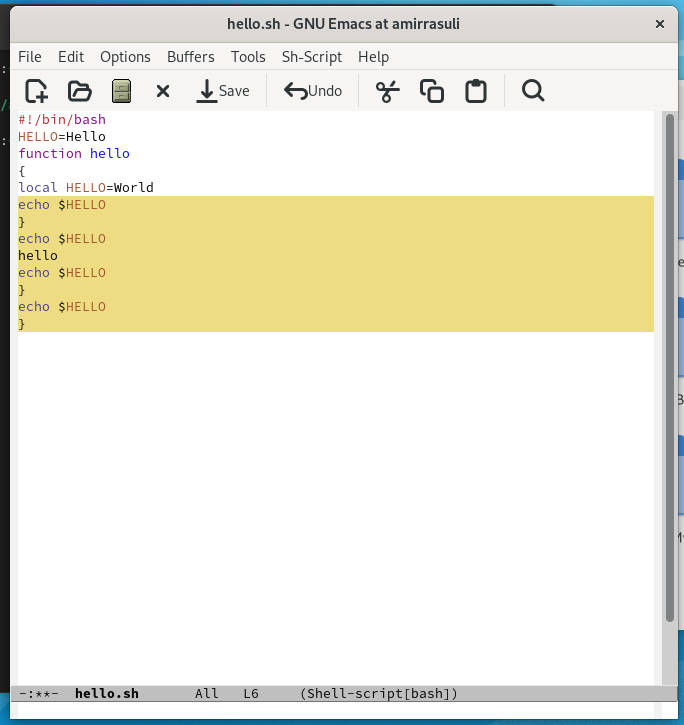 hello.sh - GNU Emacs at amirrasuli
File Edit Options Buffers Tools Sh-Script Help
Save Undo
#!/bin/bash
HELLO=Hello
function hello
{
local HELLO=World
echo $HELLO
}
echo $HELLO
hello
echo $HELLO
}
echo $HELLO
}
-:**- hello.sh All L6 (Shell-script[bash])